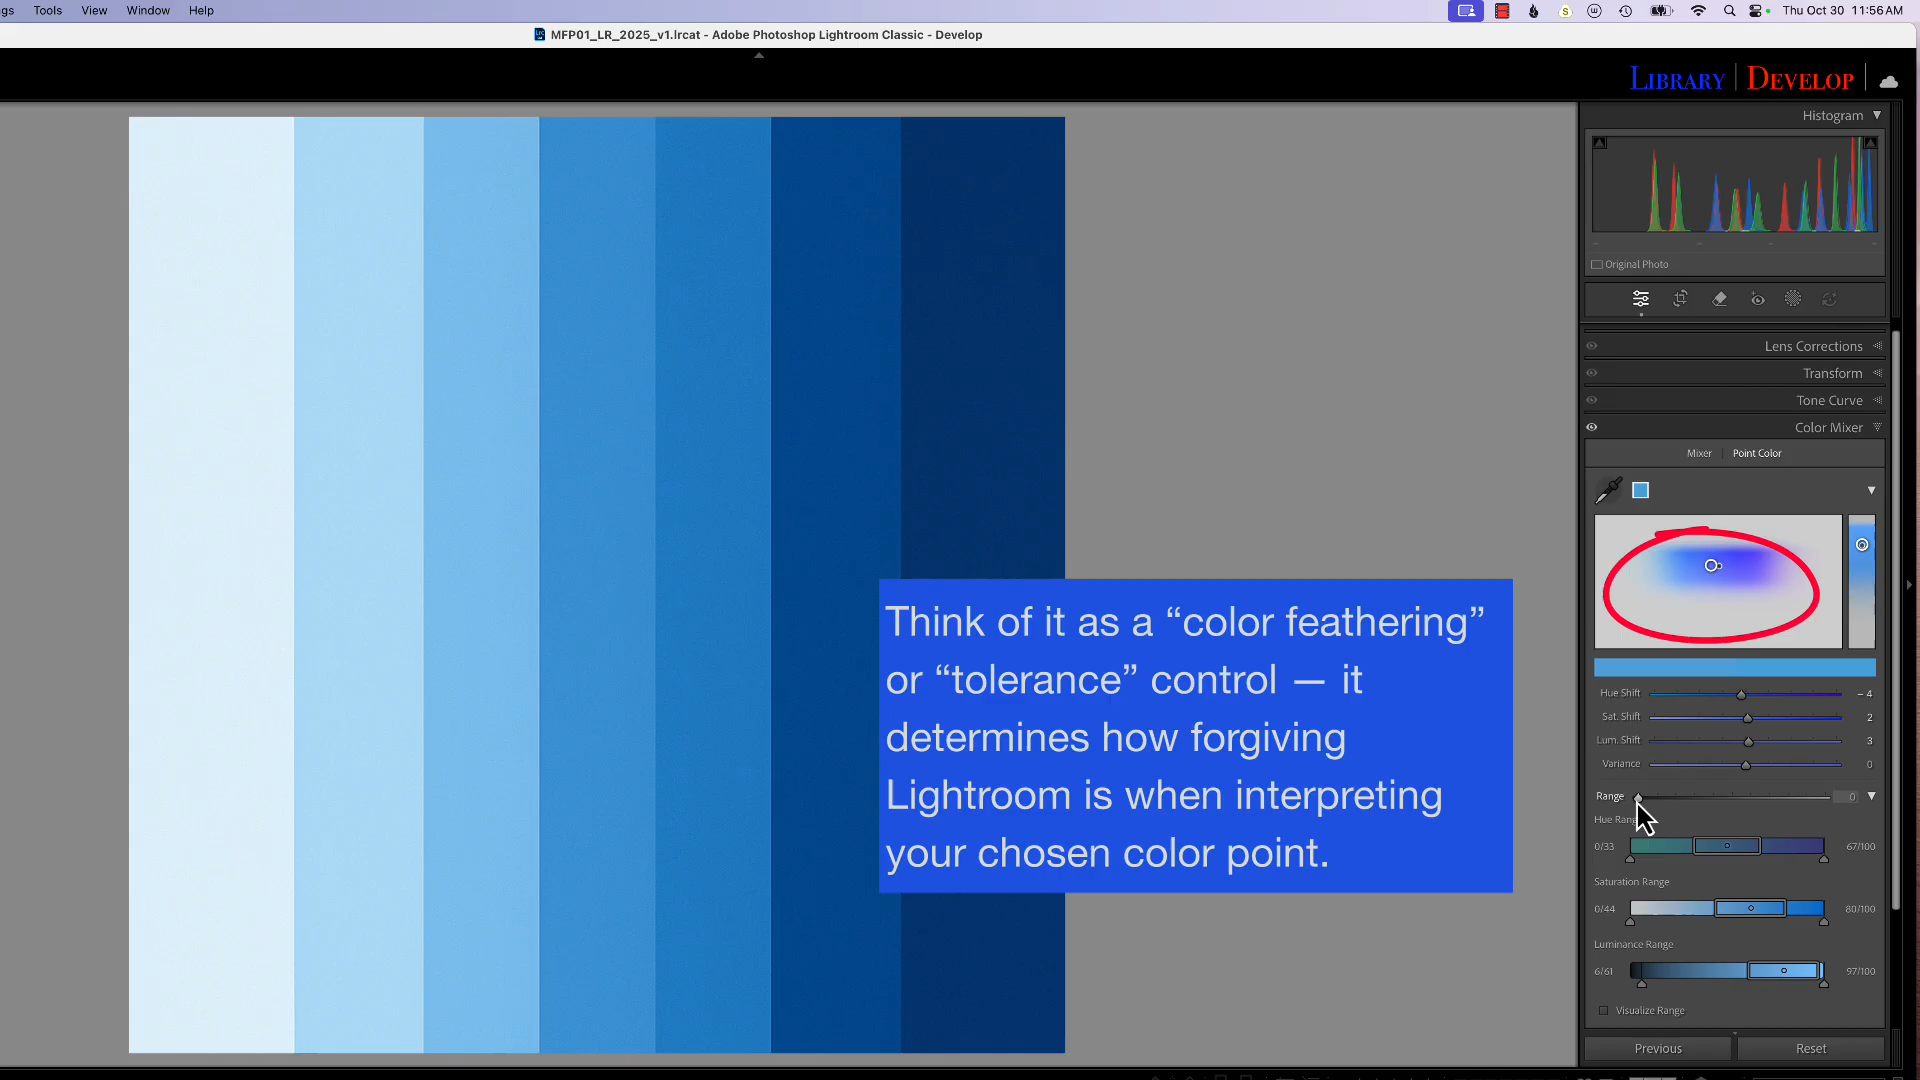 gs Tools View Window Help
Thu Oct 30 11:56 AM
MFP01_LR_2025_v1.lrcat - Adobe Photoshop Lightroom Classic - Develop
Library | Develop
Histogram
Original Photo
Lens Corrections
Transform
Tone Curve
Color Mixer
Mixer | Point Color
Hue Shift – 4
Sat. Shift 2
Lum. Shift 3
Variance 0
Range 0
Hue Rang
0/33 67/100
Saturation Range
0/44 80/100
Luminance Range
6/61 97/100
Visualize Range
Previous Reset
Think of it as a “color feathering”
or “tolerance” control — it
determines how forgiving
Lightroom is when interpreting
your chosen color point.